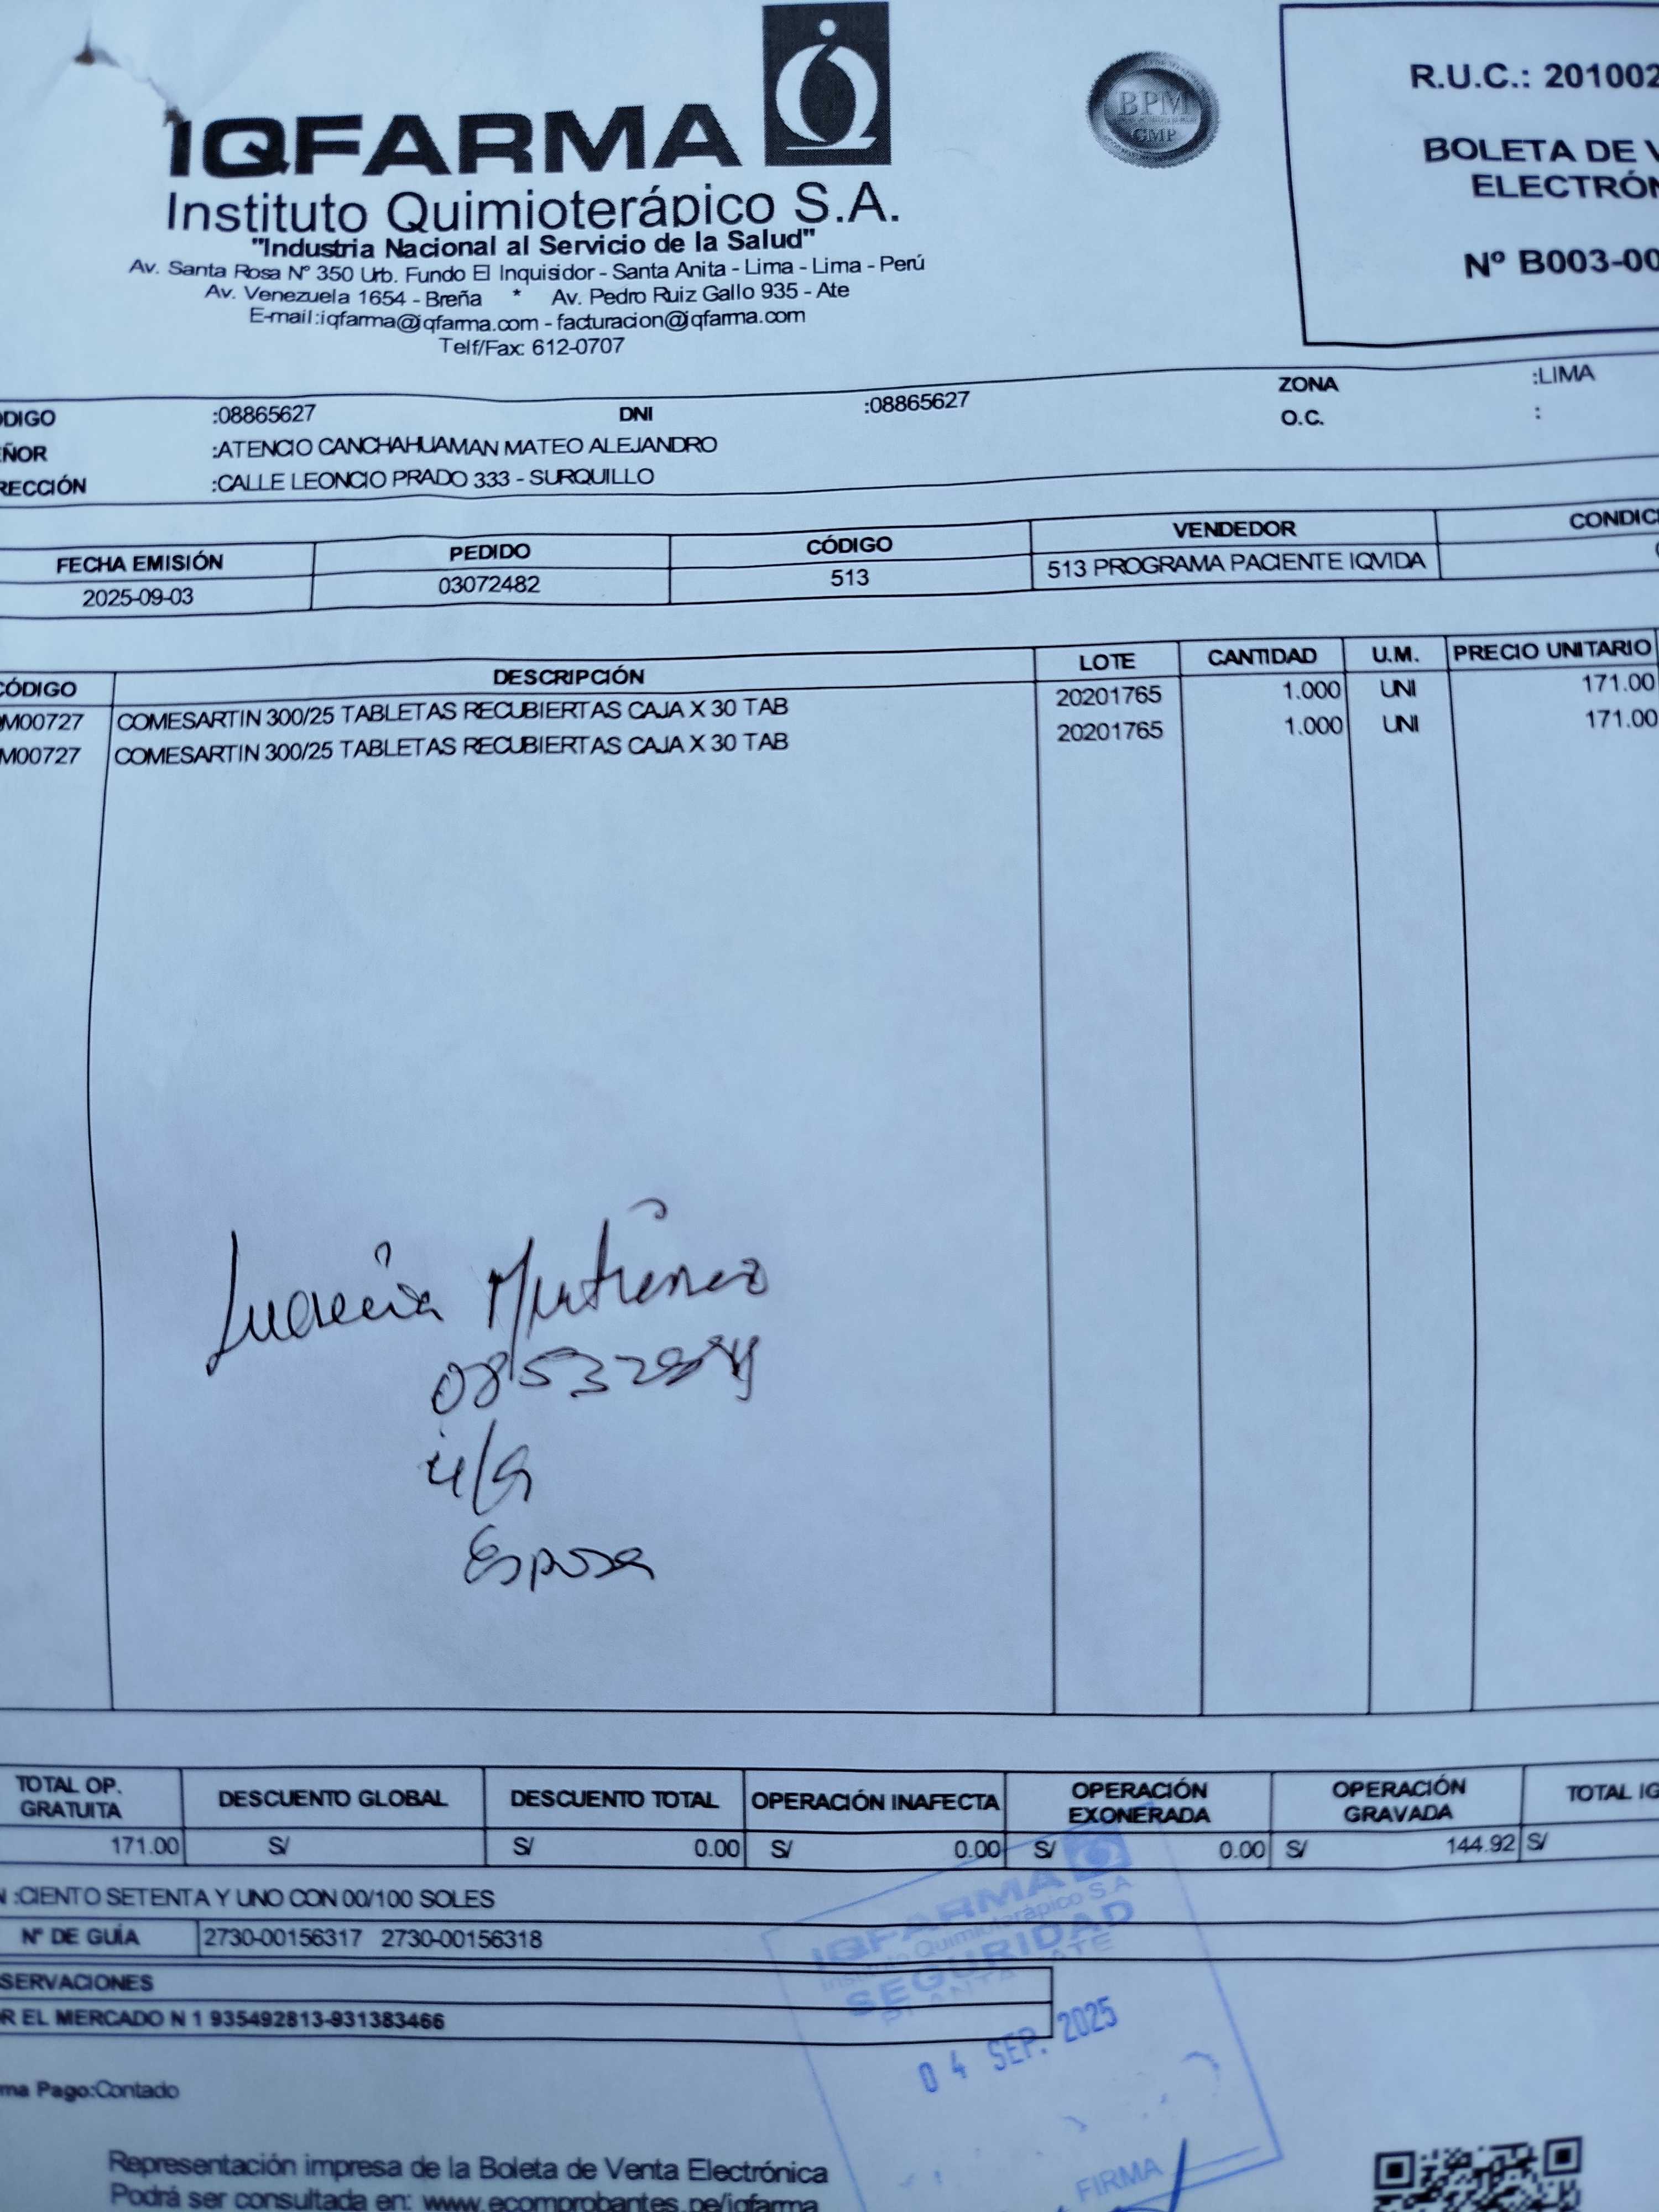 IQFARMA
BPM
GMP
Instituto Quimioterápico S.A.
"Industria Nacional al Servicio de la Salud"
Av. Santa Rosa Nº 350 Urb. Fundo El Inquisidor - Santa Anita - Lima - Lima - Perú
Av. Venezuela 1654 - Breña * Av. Pedro Ruiz Gallo 935 - Ate
E-mail:iqfarma@iqfarma.com - facturacion@iqfarma.com
Telf/Fax: 612-0707
R.U.C.: 201002
BOLETA DE V
ELECTRÓN
Nº B003-00
ODIGO :08865627 DNI :08865627 ZONA :LIMA
EÑOR :ATENCIO CANCHAHUAMAN MATEO ALEJANDRO O.C. :
RECCIÓN :CALLE LEONCIO PRADO 333 - SURQUILLO
FECHA EMISIÓN PEDIDO CÓDIGO VENDEDOR CONDIC
2025-09-03 03072482 513 513 PROGRAMA PACIENTE IQVIDA
CÓDIGO DESCRIPCIÓN LOTE CANTIDAD U.M. PRECIO UNITARIO
M00727 COMESARTIN 300/25 TABLETAS RECUBIERTAS CAJA X 30 TAB 20201765 1.000 UNI 171.00
M00727 COMESARTIN 300/25 TABLETAS RECUBIERTAS CAJA X 30 TAB 20201765 1.000 UNI 171.00
4/9
Esposa
TOTAL OP. GRATUITA DESCUENTO GLOBAL DESCUENTO TOTAL OPERACIÓN INAFECTA OPERACIÓN EXONERADA OPERACIÓN GRAVADA TOTAL IG
171.00 S/ S/ 0.00 S/ 0.00 S/ 0.00 S/ 144.92 S/
:CIENTO SETENTA Y UNO CON 00/100 SOLES
Nº DE GUÍA 2730-00156317 2730-00156318
SERVACIONES
R EL MERCADO N 1 935492813-931383466
IQFARMA
Instituto Quimioterápico S.A.
SEGURIDAD
PLANTA ATE
04 SEP. 2025
FIRMA
ma Pago:Contado
Representación impresa de la Boleta de Venta Electrónica
Podrá ser consultada en: www.ecomprobantes.pe/iqfarma